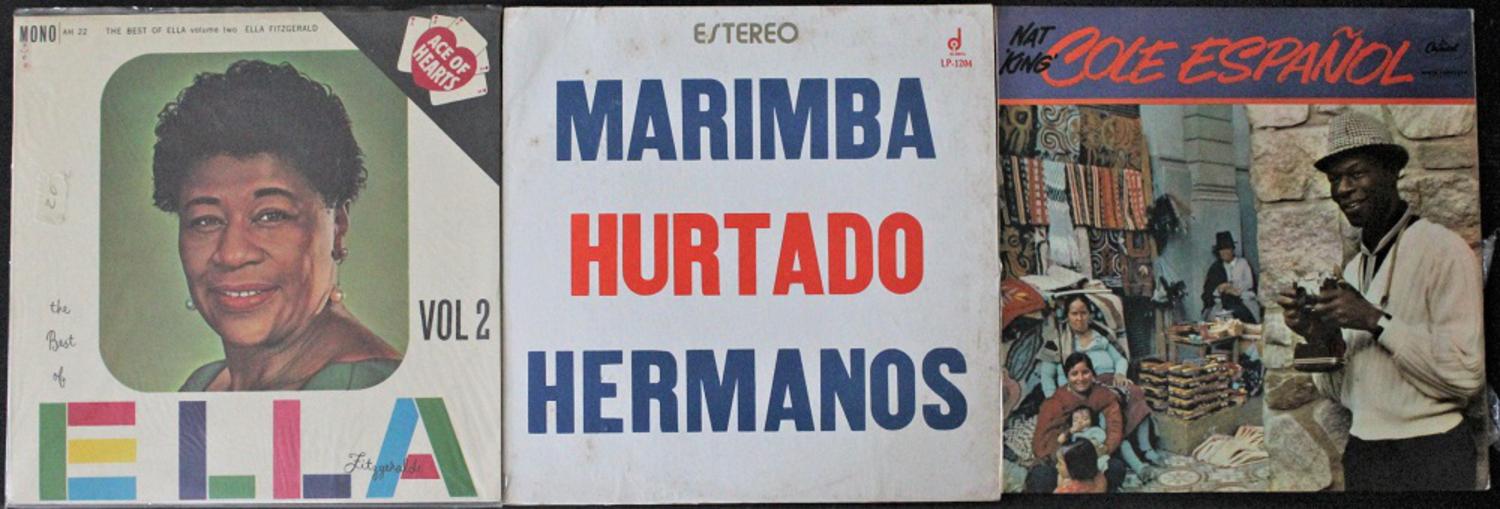 MONO AH 22 THE BEST OF ELLA volume two ELLA FITZGERALD
ACE OF
HEARTS
VOL 2
the
Best
of
ELLA
Fitzgerald
ESTEREO
d
LP-1204
MARIMBA
HURTADO
HERMANOS
NAT
'KING'
COLE ESPAÑOL
Capitol